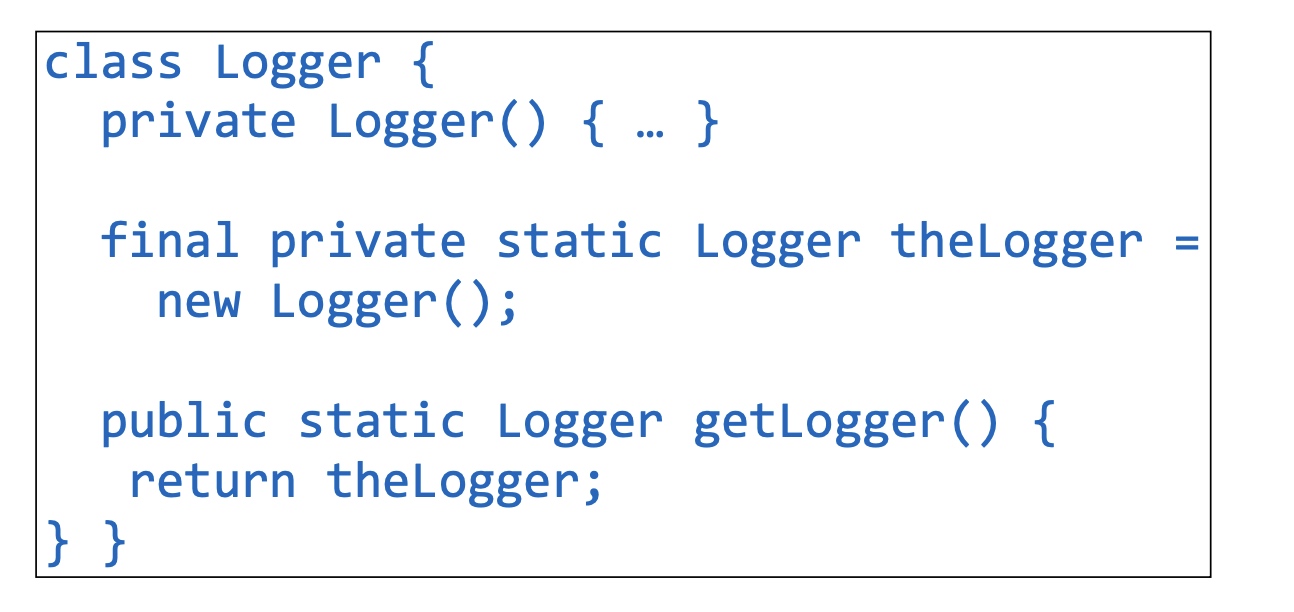 class Logger {
private Logger() { … }
final private static Logger theLogger =
new Logger();
public static Logger getLogger() {
return theLogger;
} }